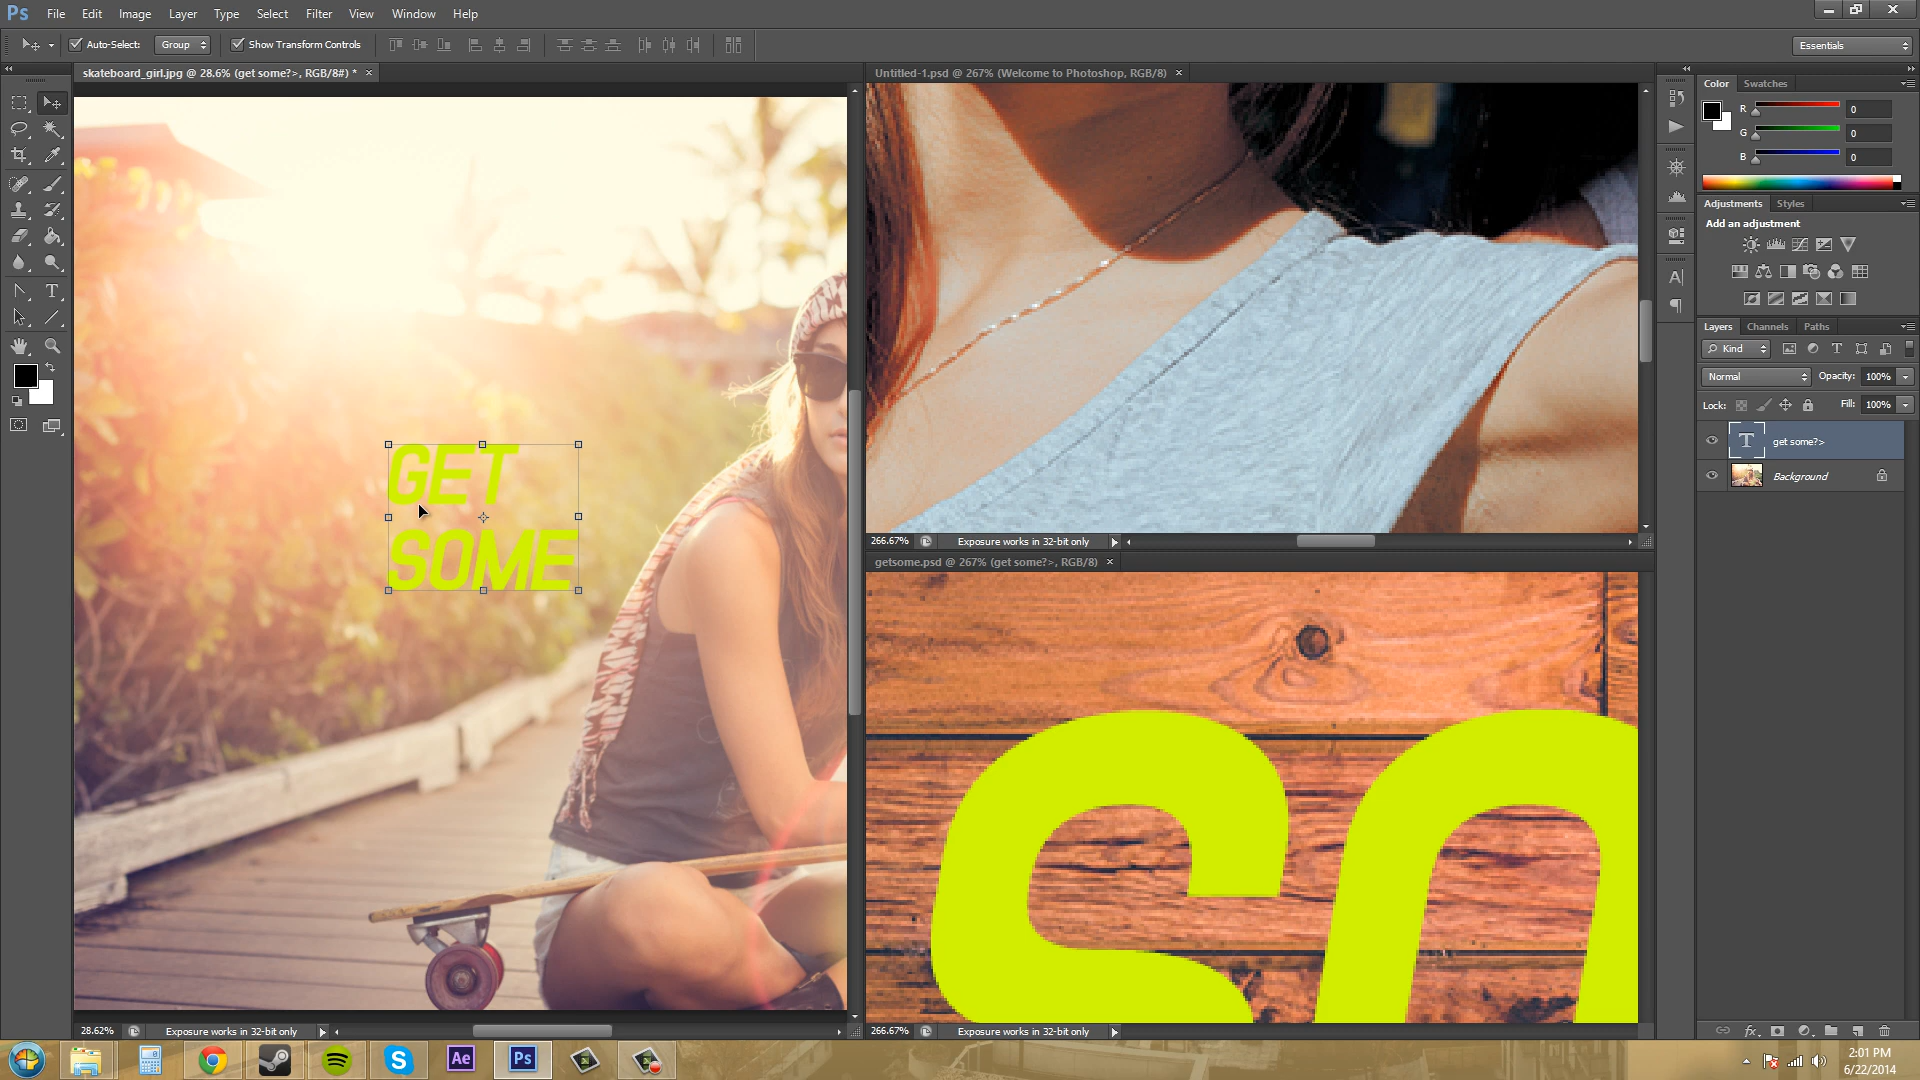 Ps File Edit Image Layer Type Select Filter View Window Help
Auto-Select: Group Show Transform Controls Essentials
skateboard_girl.jpg @ 28.6% (get some?>, RGB/8#) * ×
Untitled-1.psd @ 267% (Welcome to Photoshop, RGB/8) ×
Color Swatches
R 0
G 0
B 0
Adjustments Styles
Add an adjustment
Layers Channels Paths
Kind
Normal Opacity: 100%
Lock: Fill: 100%
get some?>
Background
GET
SOME
266.67% Exposure works in 32-bit only
getsome.psd @ 267% (get some?>, RGB/8) ×
SO
28.62% Exposure works in 32-bit only
266.67% Exposure works in 32-bit only
Ae Ps
2:01 PM
6/22/2014